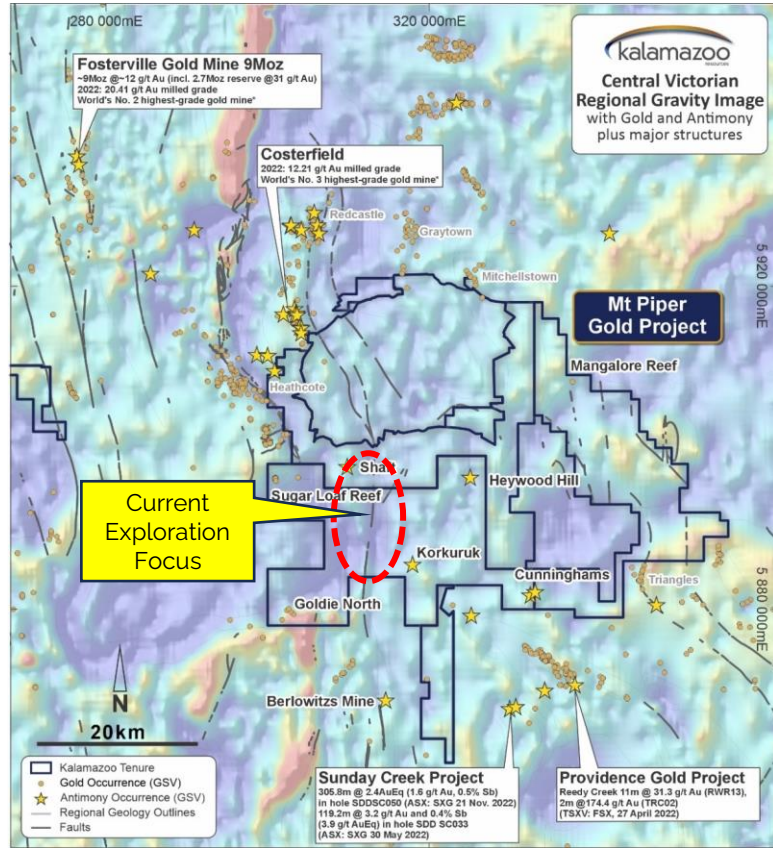 280 000mE
320 000mE
kalamazoo
RESOURCES
Central Victorian
Regional Gravity Image
with Gold and Antimony
plus major structures
Fosterville Gold Mine 9Moz
~9Moz @~12 g/t Au (incl. 2.7Moz reserve @31 g/t Au)
2022: 20.41 g/t Au milled grade
World's No. 2 highest-grade gold mine*
Costerfield
2022: 12.21 g/t Au milled grade
World's No. 3 highest-grade gold mine*
Redcastle
Graytown
Mitchellstown
5 920 000mE
Mt Piper
Gold Project
Mangalore Reef
Heathcote
Shaw
Sugar Loaf Reef
Heywood Hill
Current
Exploration
Focus
Korkuruk
Cunninghams
Triangles
5 880 000mE
Goldie North
Berlowitzs Mine
N
20km
Kalamazoo Tenure
Gold Occurrence (GSV)
Antimony Occurrence (GSV)
Regional Geology Outlines
Faults
Sunday Creek Project
305.8m @ 2.4AuEq (1.6 g/t Au, 0.5% Sb)
in hole SDDSC050 (ASX: SXG 21 Nov. 2022)
119.2m @ 3.2 g/t Au and 0.4% Sb
(3.9 g/t AuEq) in hole SDD SC033
(ASX: SXG 30 May 2022)
Providence Gold Project
Reedy Creek 11m @ 31.3 g/t Au (RWR13),
2m @174.4 g/t Au (TRC02)
(TSXV: FSX, 27 April 2022)